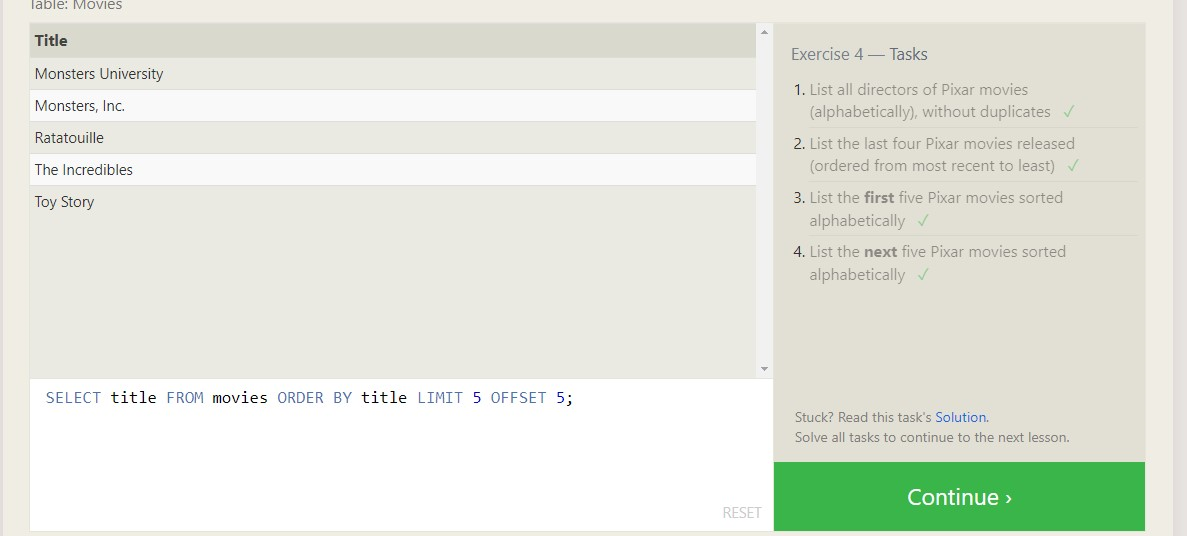 Table: Movies
Title
Monsters University
Monsters, Inc.
Ratatouille
The Incredibles
Toy Story
SELECT title FROM movies ORDER BY title LIMIT 5 OFFSET 5;
RESET
Exercise 4 — Tasks
1. List all directors of Pixar movies
(alphabetically), without duplicates ✓
2. List the last four Pixar movies released
(ordered from most recent to least) ✓
3. List the first five Pixar movies sorted
alphabetically ✓
4. List the next five Pixar movies sorted
alphabetically ✓
Stuck? Read this task's Solution.
Solve all tasks to continue to the next lesson.
Continue ›